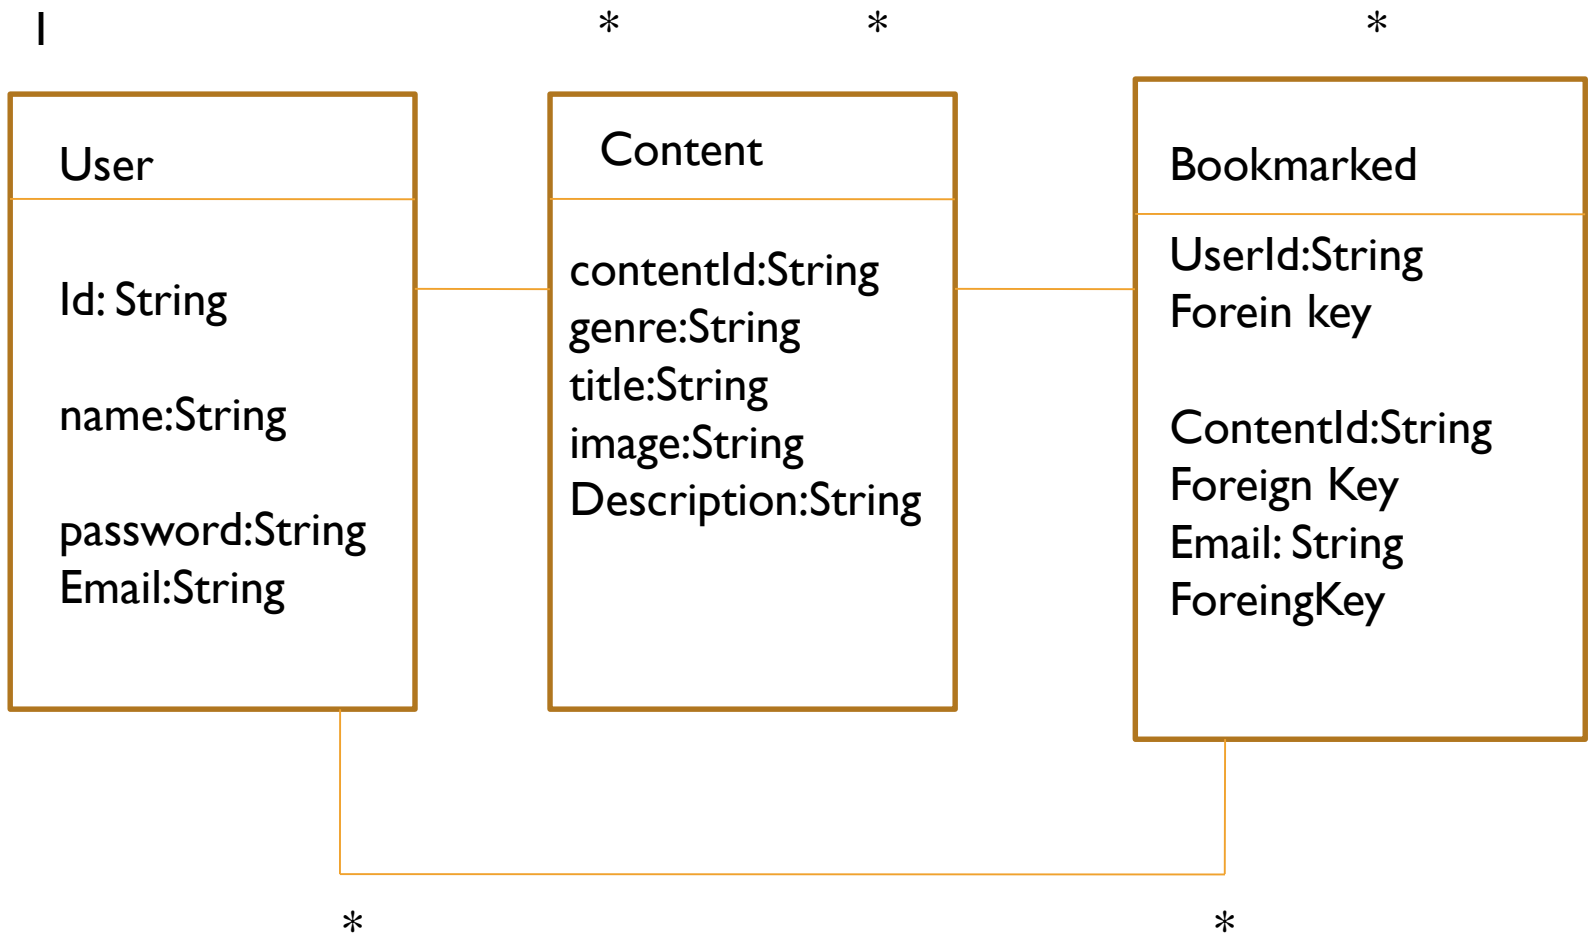 1
*
*
*
User
Id: String
name:String
password:String
Email:String
Content
contentId:String
genre:String
title:String
image:String
Description:String
Bookmarked
UserId:String
Forein key
ContentId:String
Foreign Key
Email: String
ForeingKey
*
*